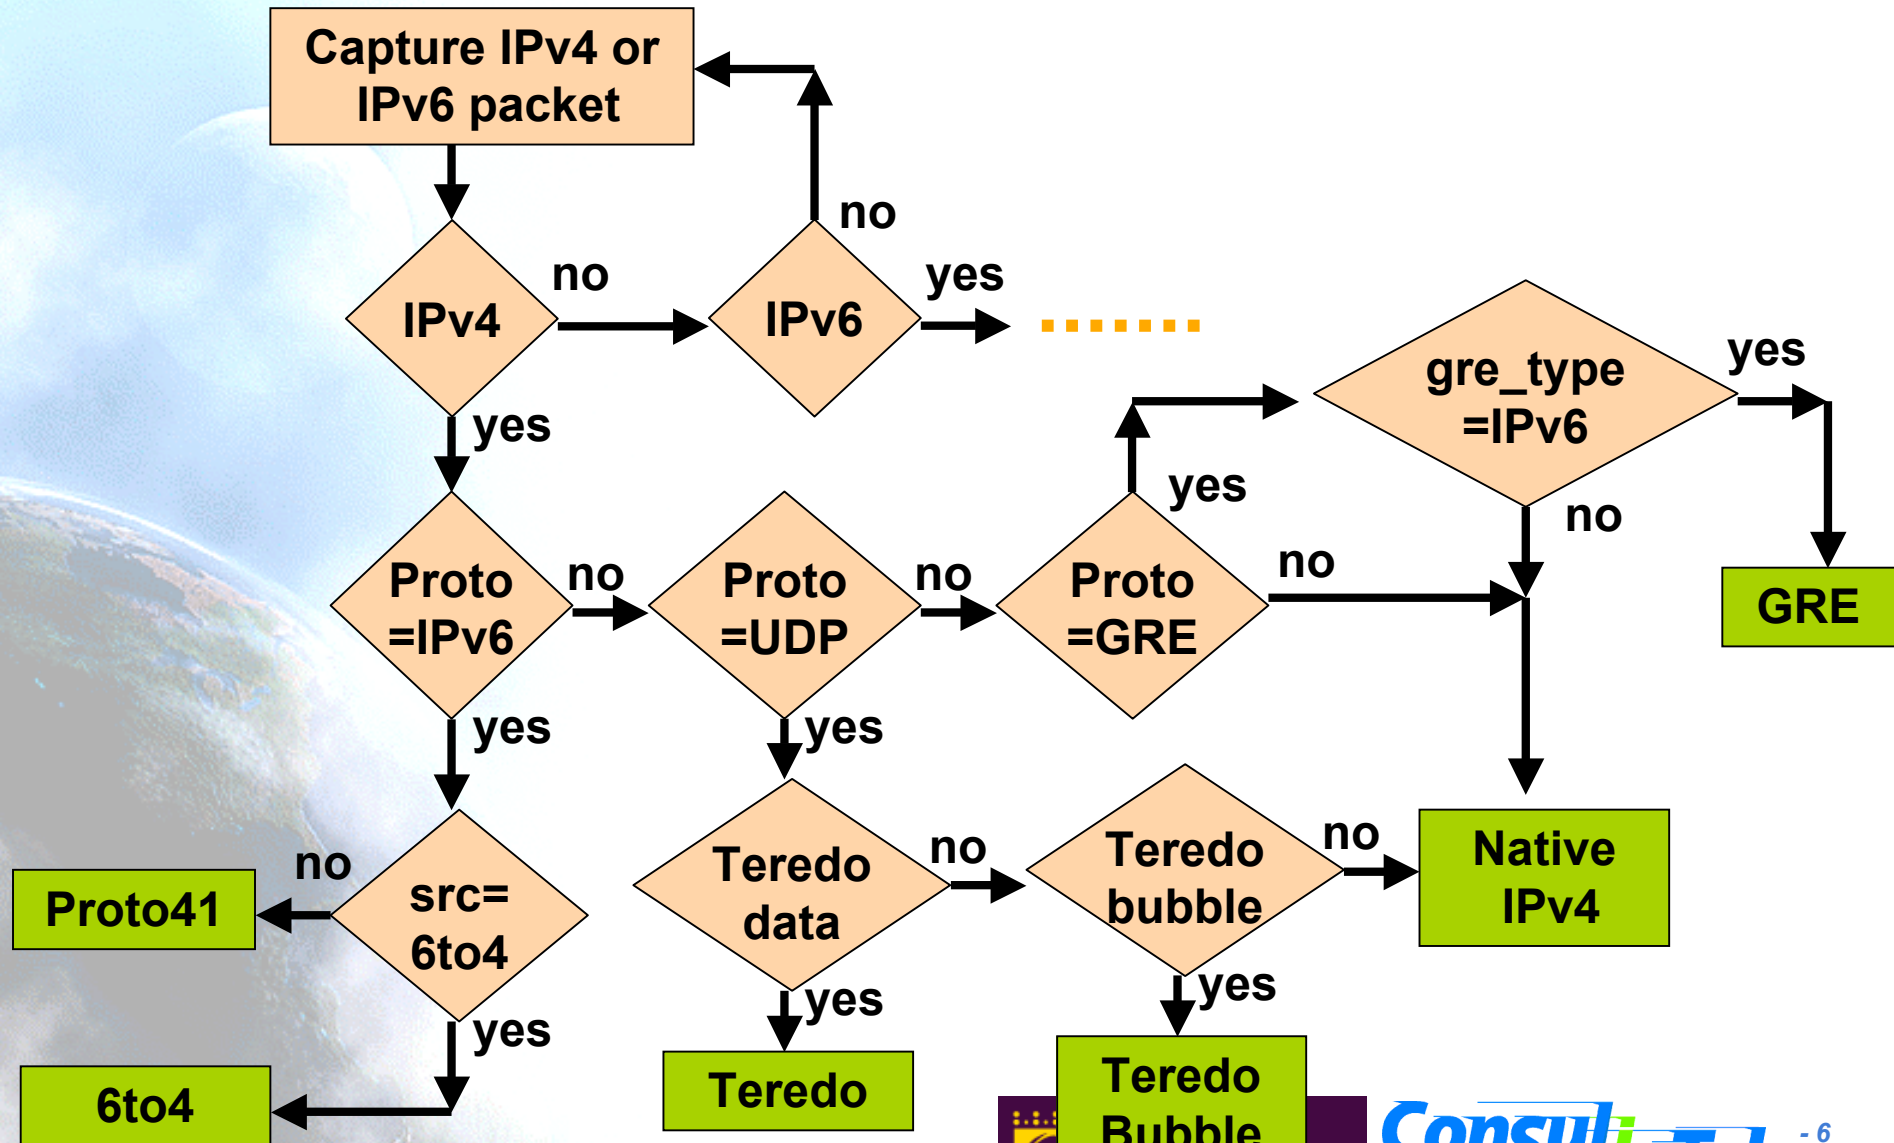 Capture IPv4 or
IPv6 packet
no
no
yes
IPv4
IPv6
yes
gre_type
=IPv6
yes
yes
no
no
no
no
Proto
=IPv6
Proto
=UDP
Proto
=GRE
GRE
yes
yes
no
no
no
Teredo
data
Teredo
bubble
Native
IPv4
src=
6to4
Proto41
yes
yes
yes
6to4
Teredo
Teredo
Bubble
- 6